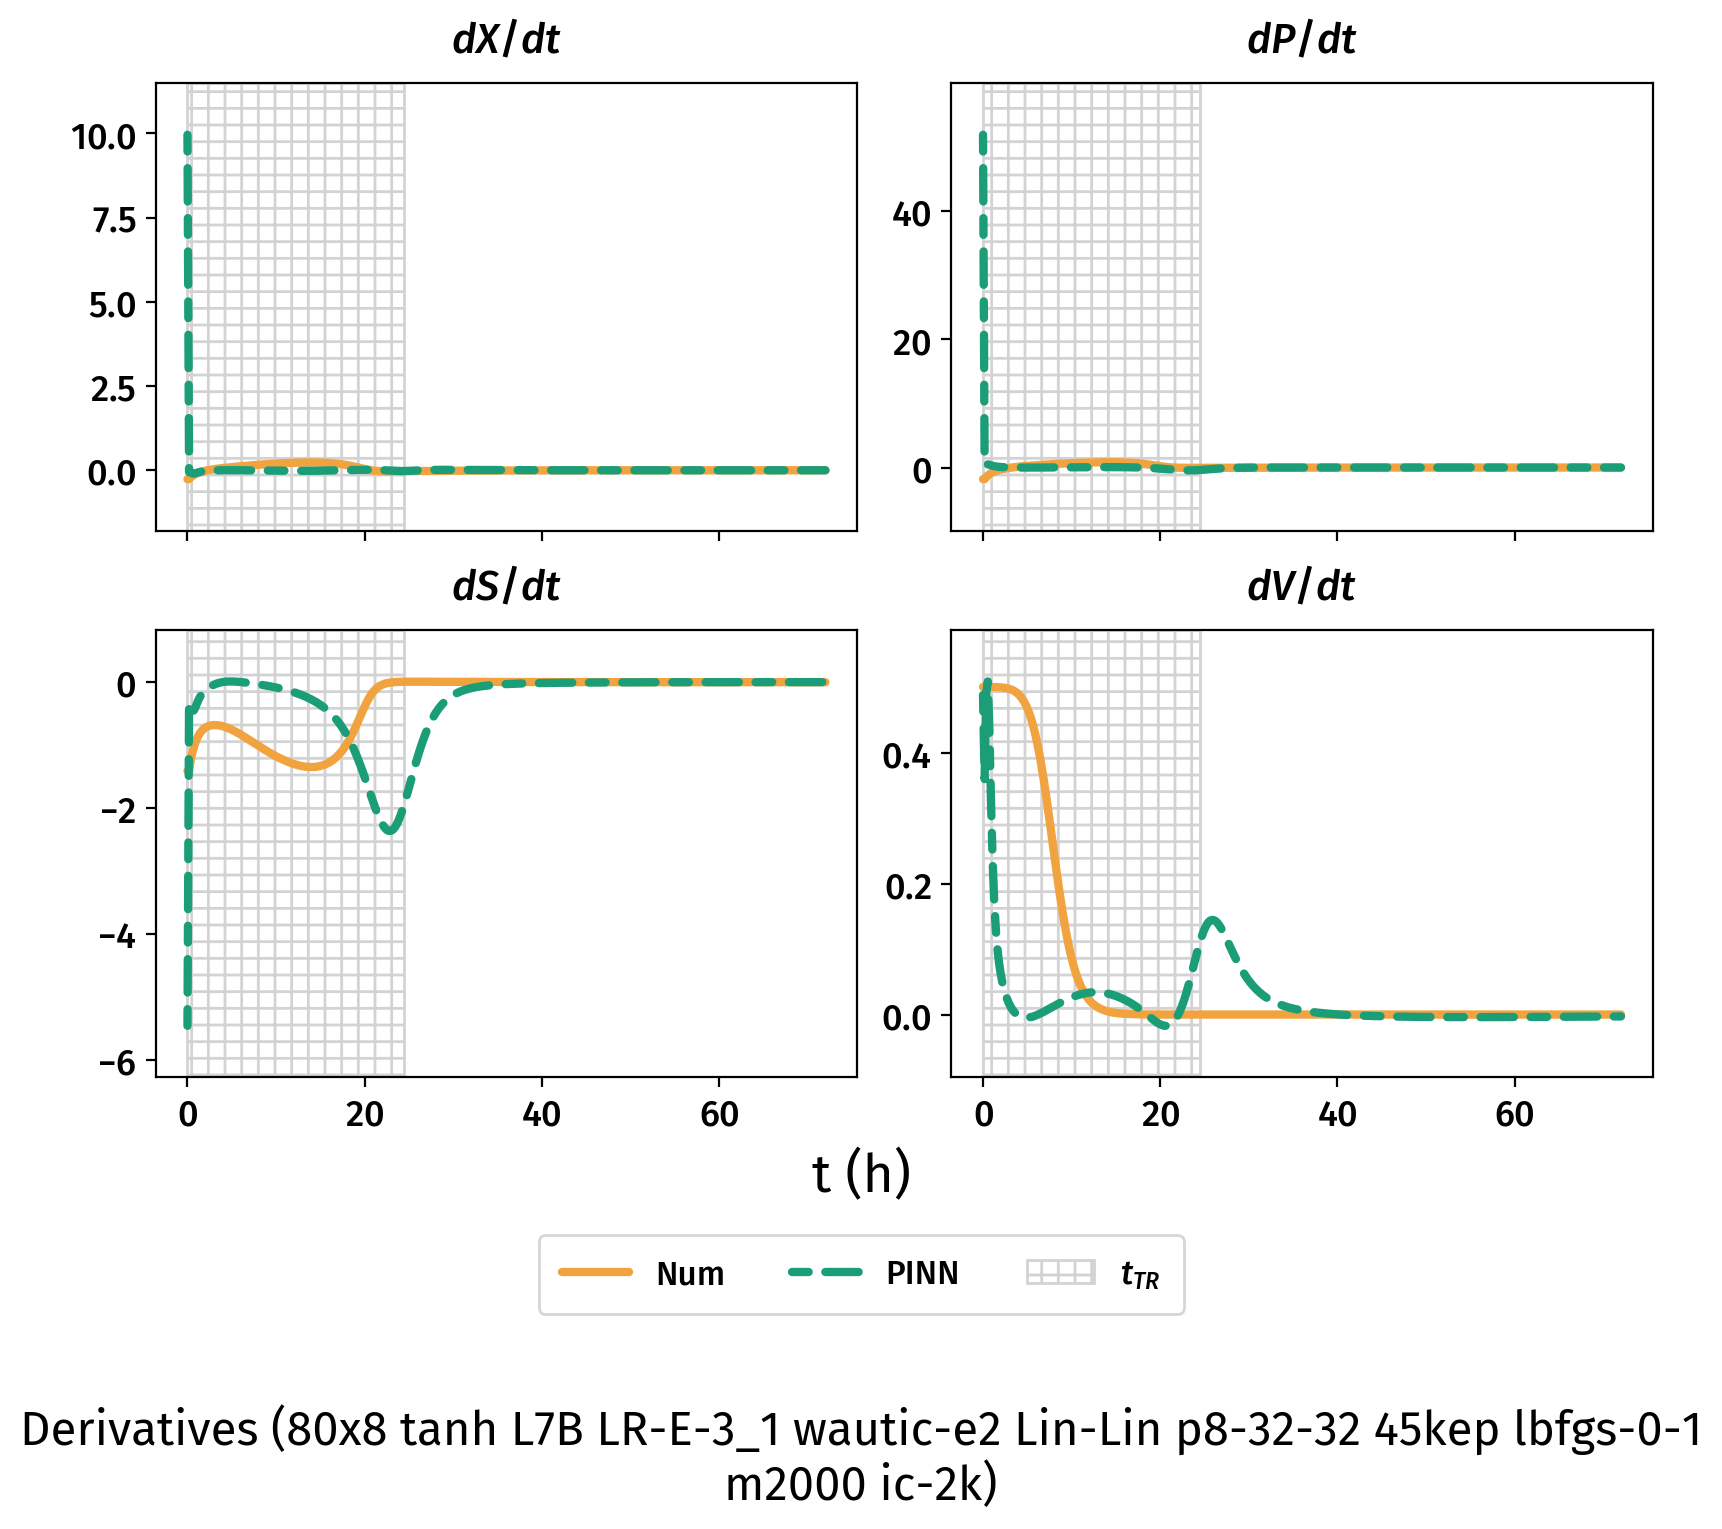 dX/dt
dP/dt
10.0
7.5
5.0
2.5
0.0
40
20
0
dS/dt
dV/dt
0
−2
−4
−6
0.4
0.2
0.0
0 20 40 60
0 20 40 60
t (h)
Num PINN t_TR
Derivatives (80x8 tanh L7B LR-E-3_1 wautic-e2 Lin-Lin p8-32-32 45kep lbfgs-0-1
m2000 ic-2k)